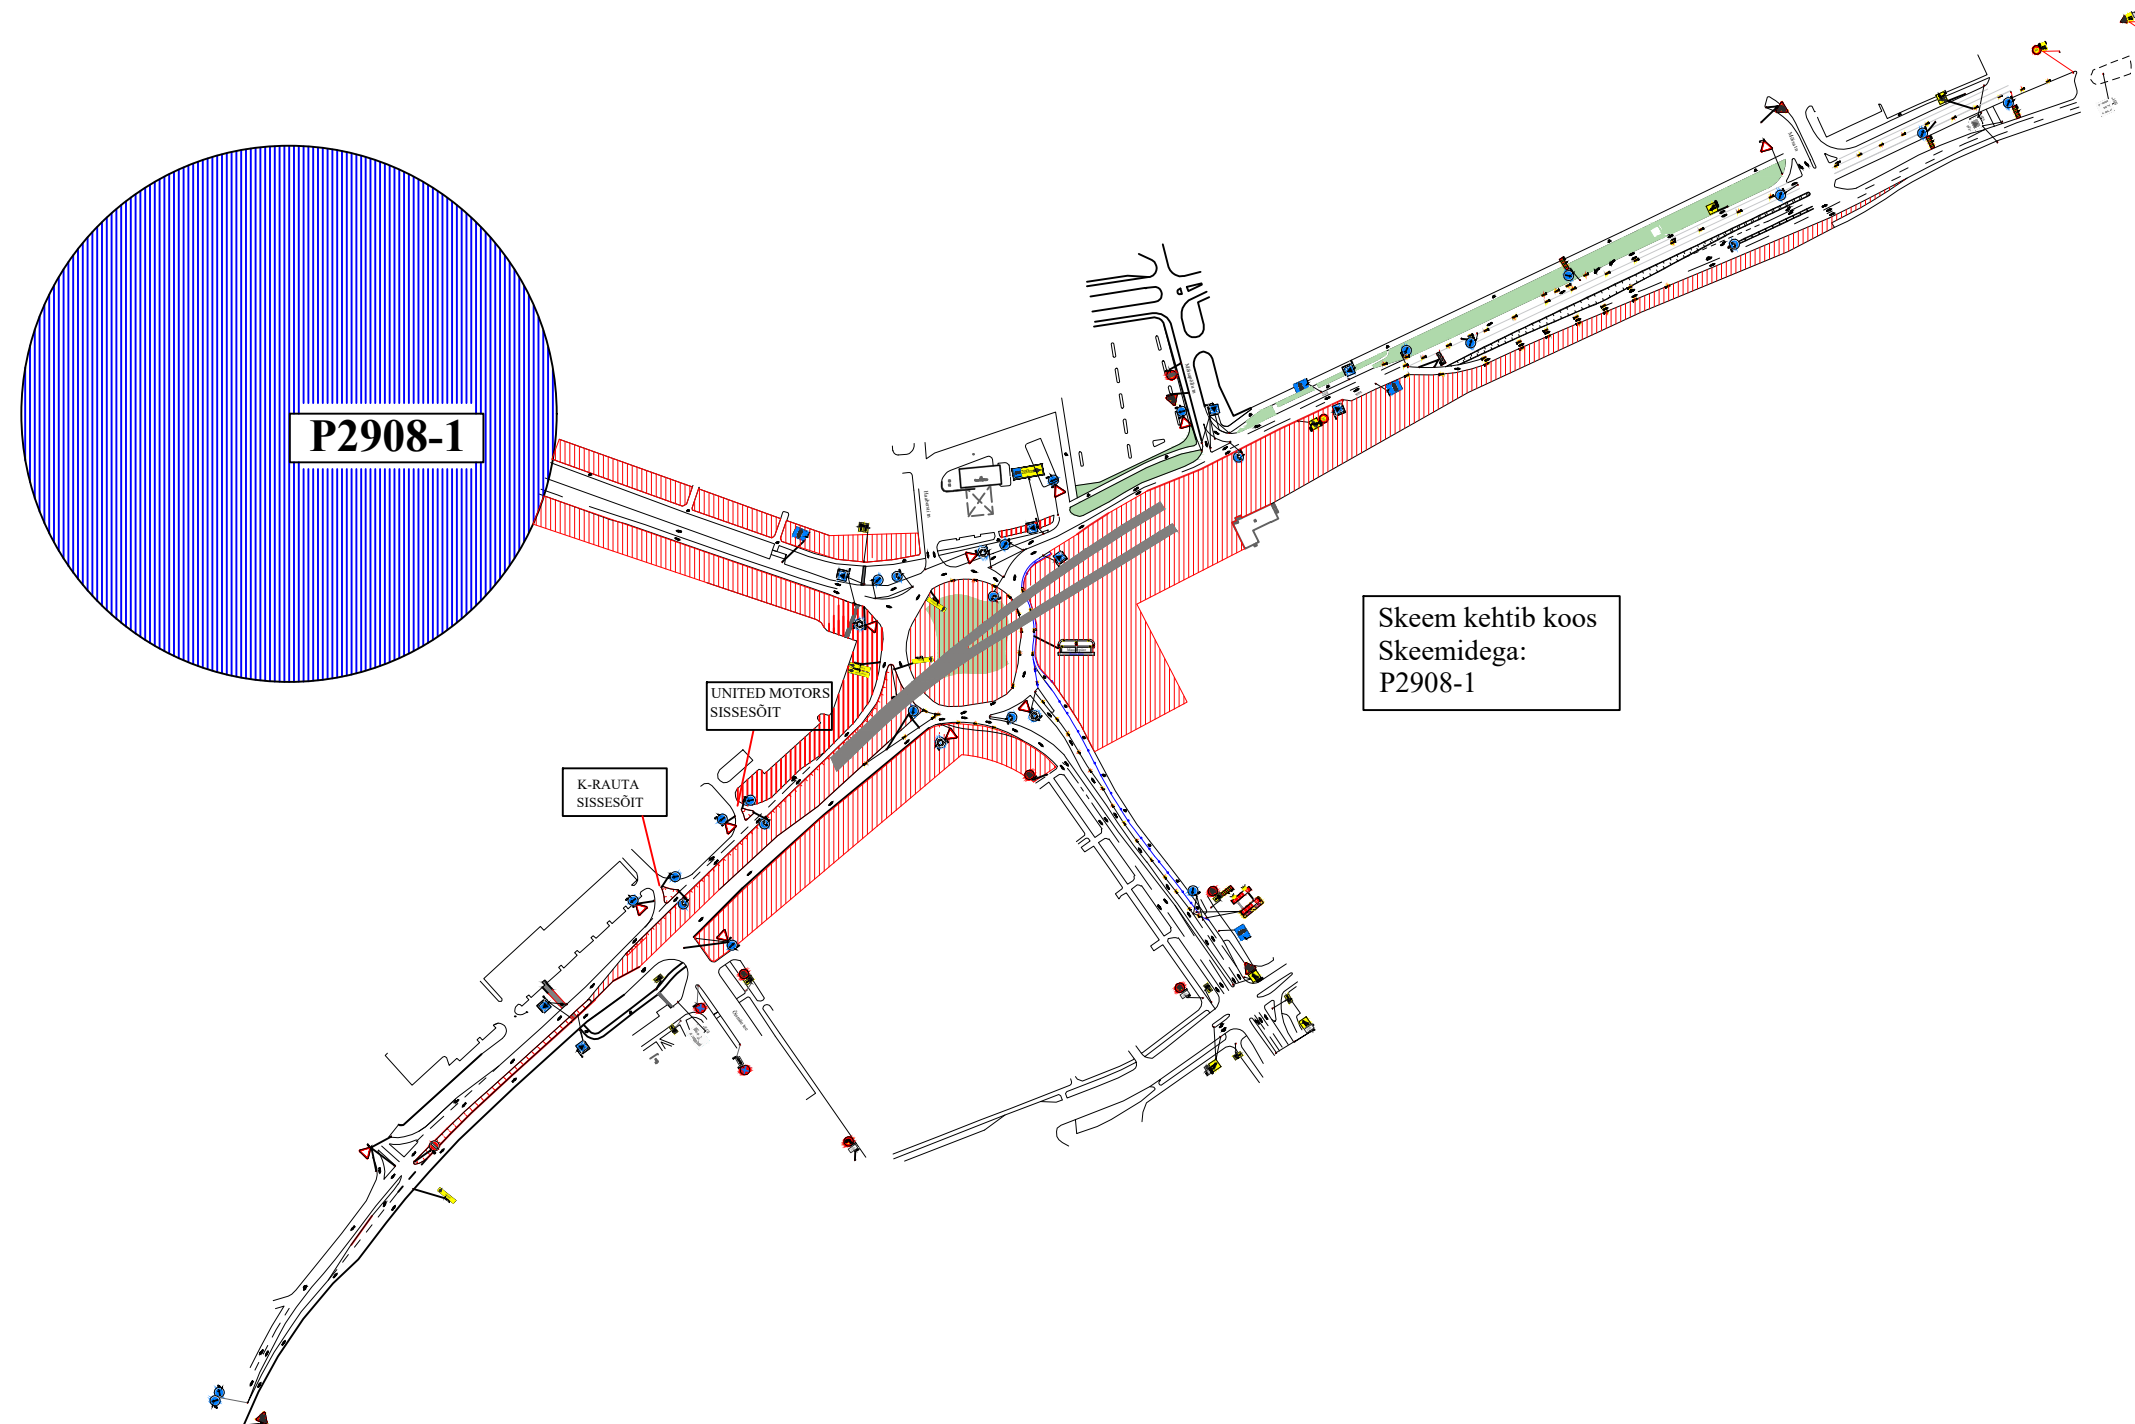 P2908-1
Skeem kehtib koos
Skeemidega:
P2908-1
UNITED MOTORS
SISSESÕIT
K-RAUTA
SISSESÕIT